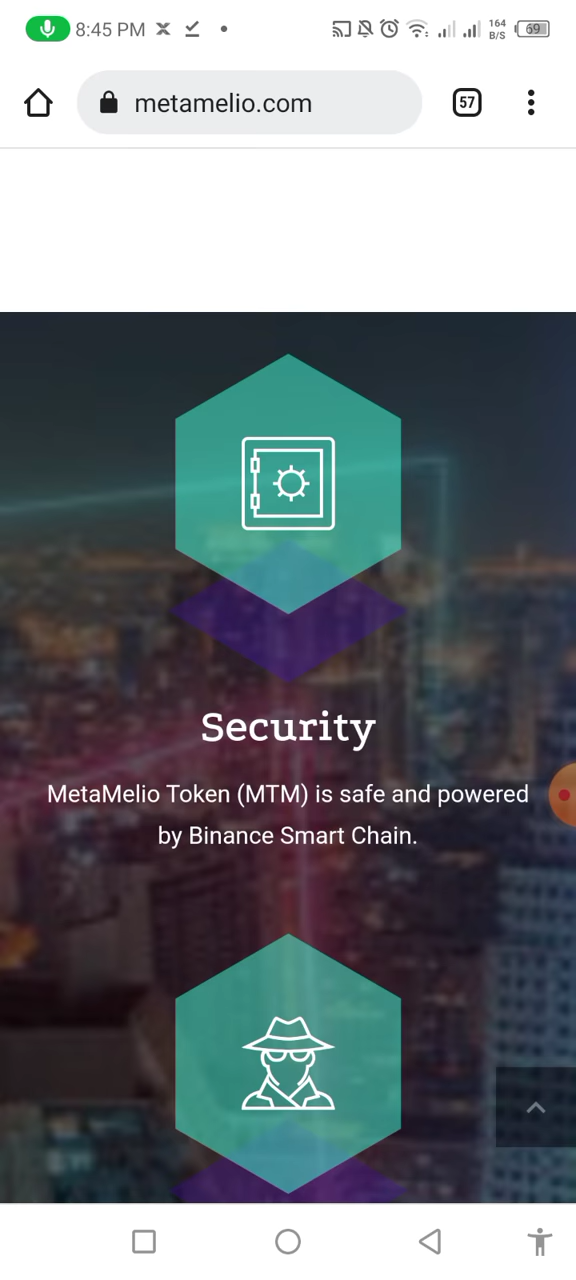 8:45 PM
164
B/S
69
metamelio.com
57
Security
MetaMelio Token (MTM) is safe and powered
by Binance Smart Chain.